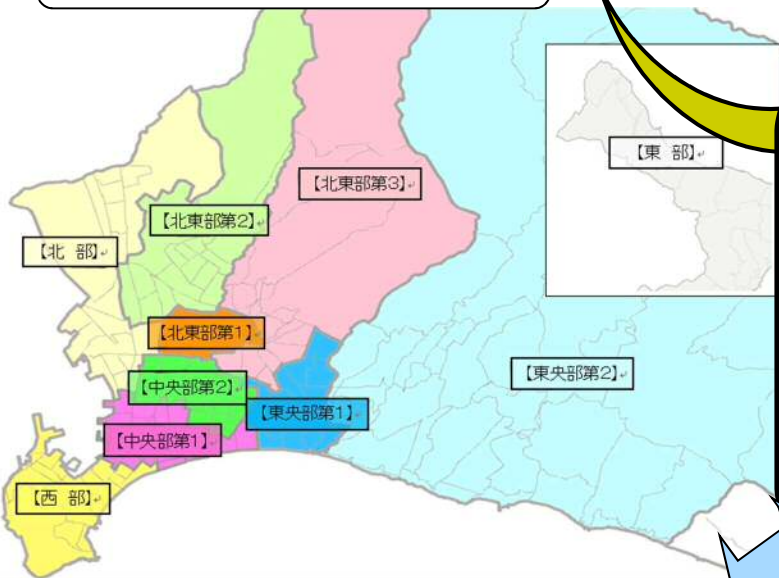 【東 部】
【北東部第3】
【北東部第2】
【北 部】
【北東部第1】
【東央部第2】
【中央部第2】
【東央部第1】
【中央部第1】
【西 部】